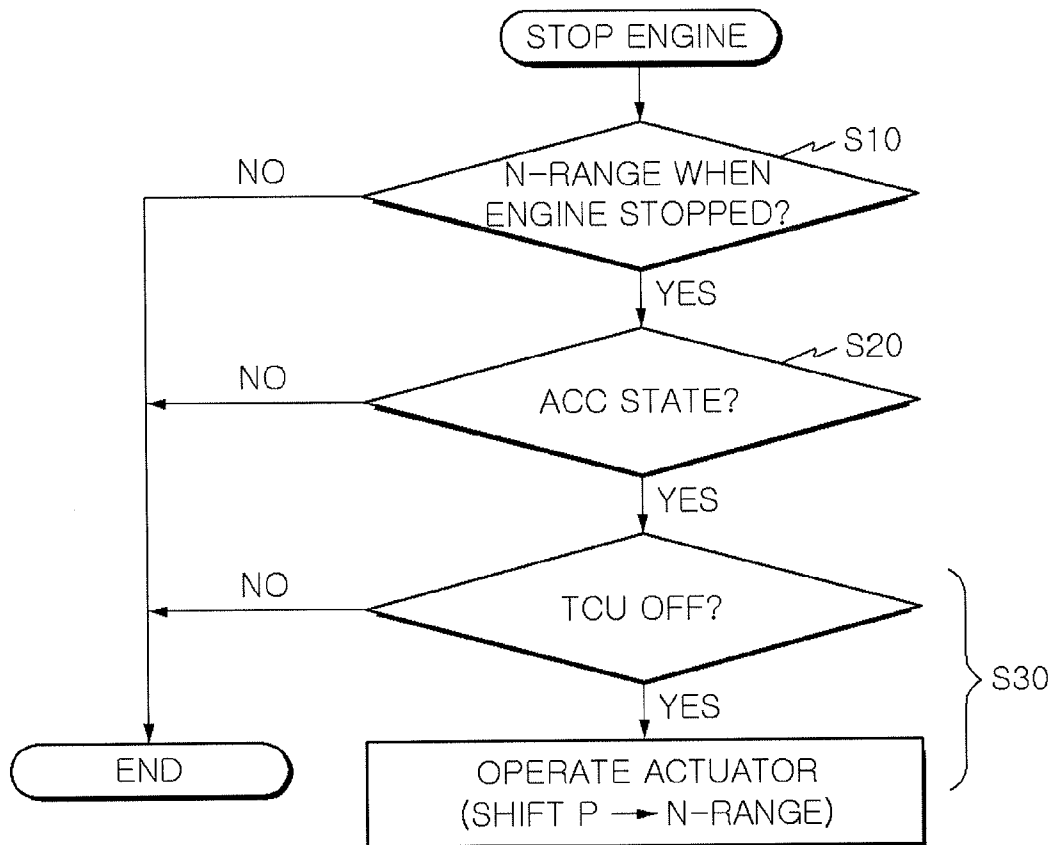 STOP ENGINE
S10
NO
N-RANGE WHEN
ENGINE STOPPED?
YES
S20
NO
ACC STATE?
YES
NO
TCU OFF?
S30
YES
END
OPERATE ACTUATOR
(SHIFT P → N-RANGE)